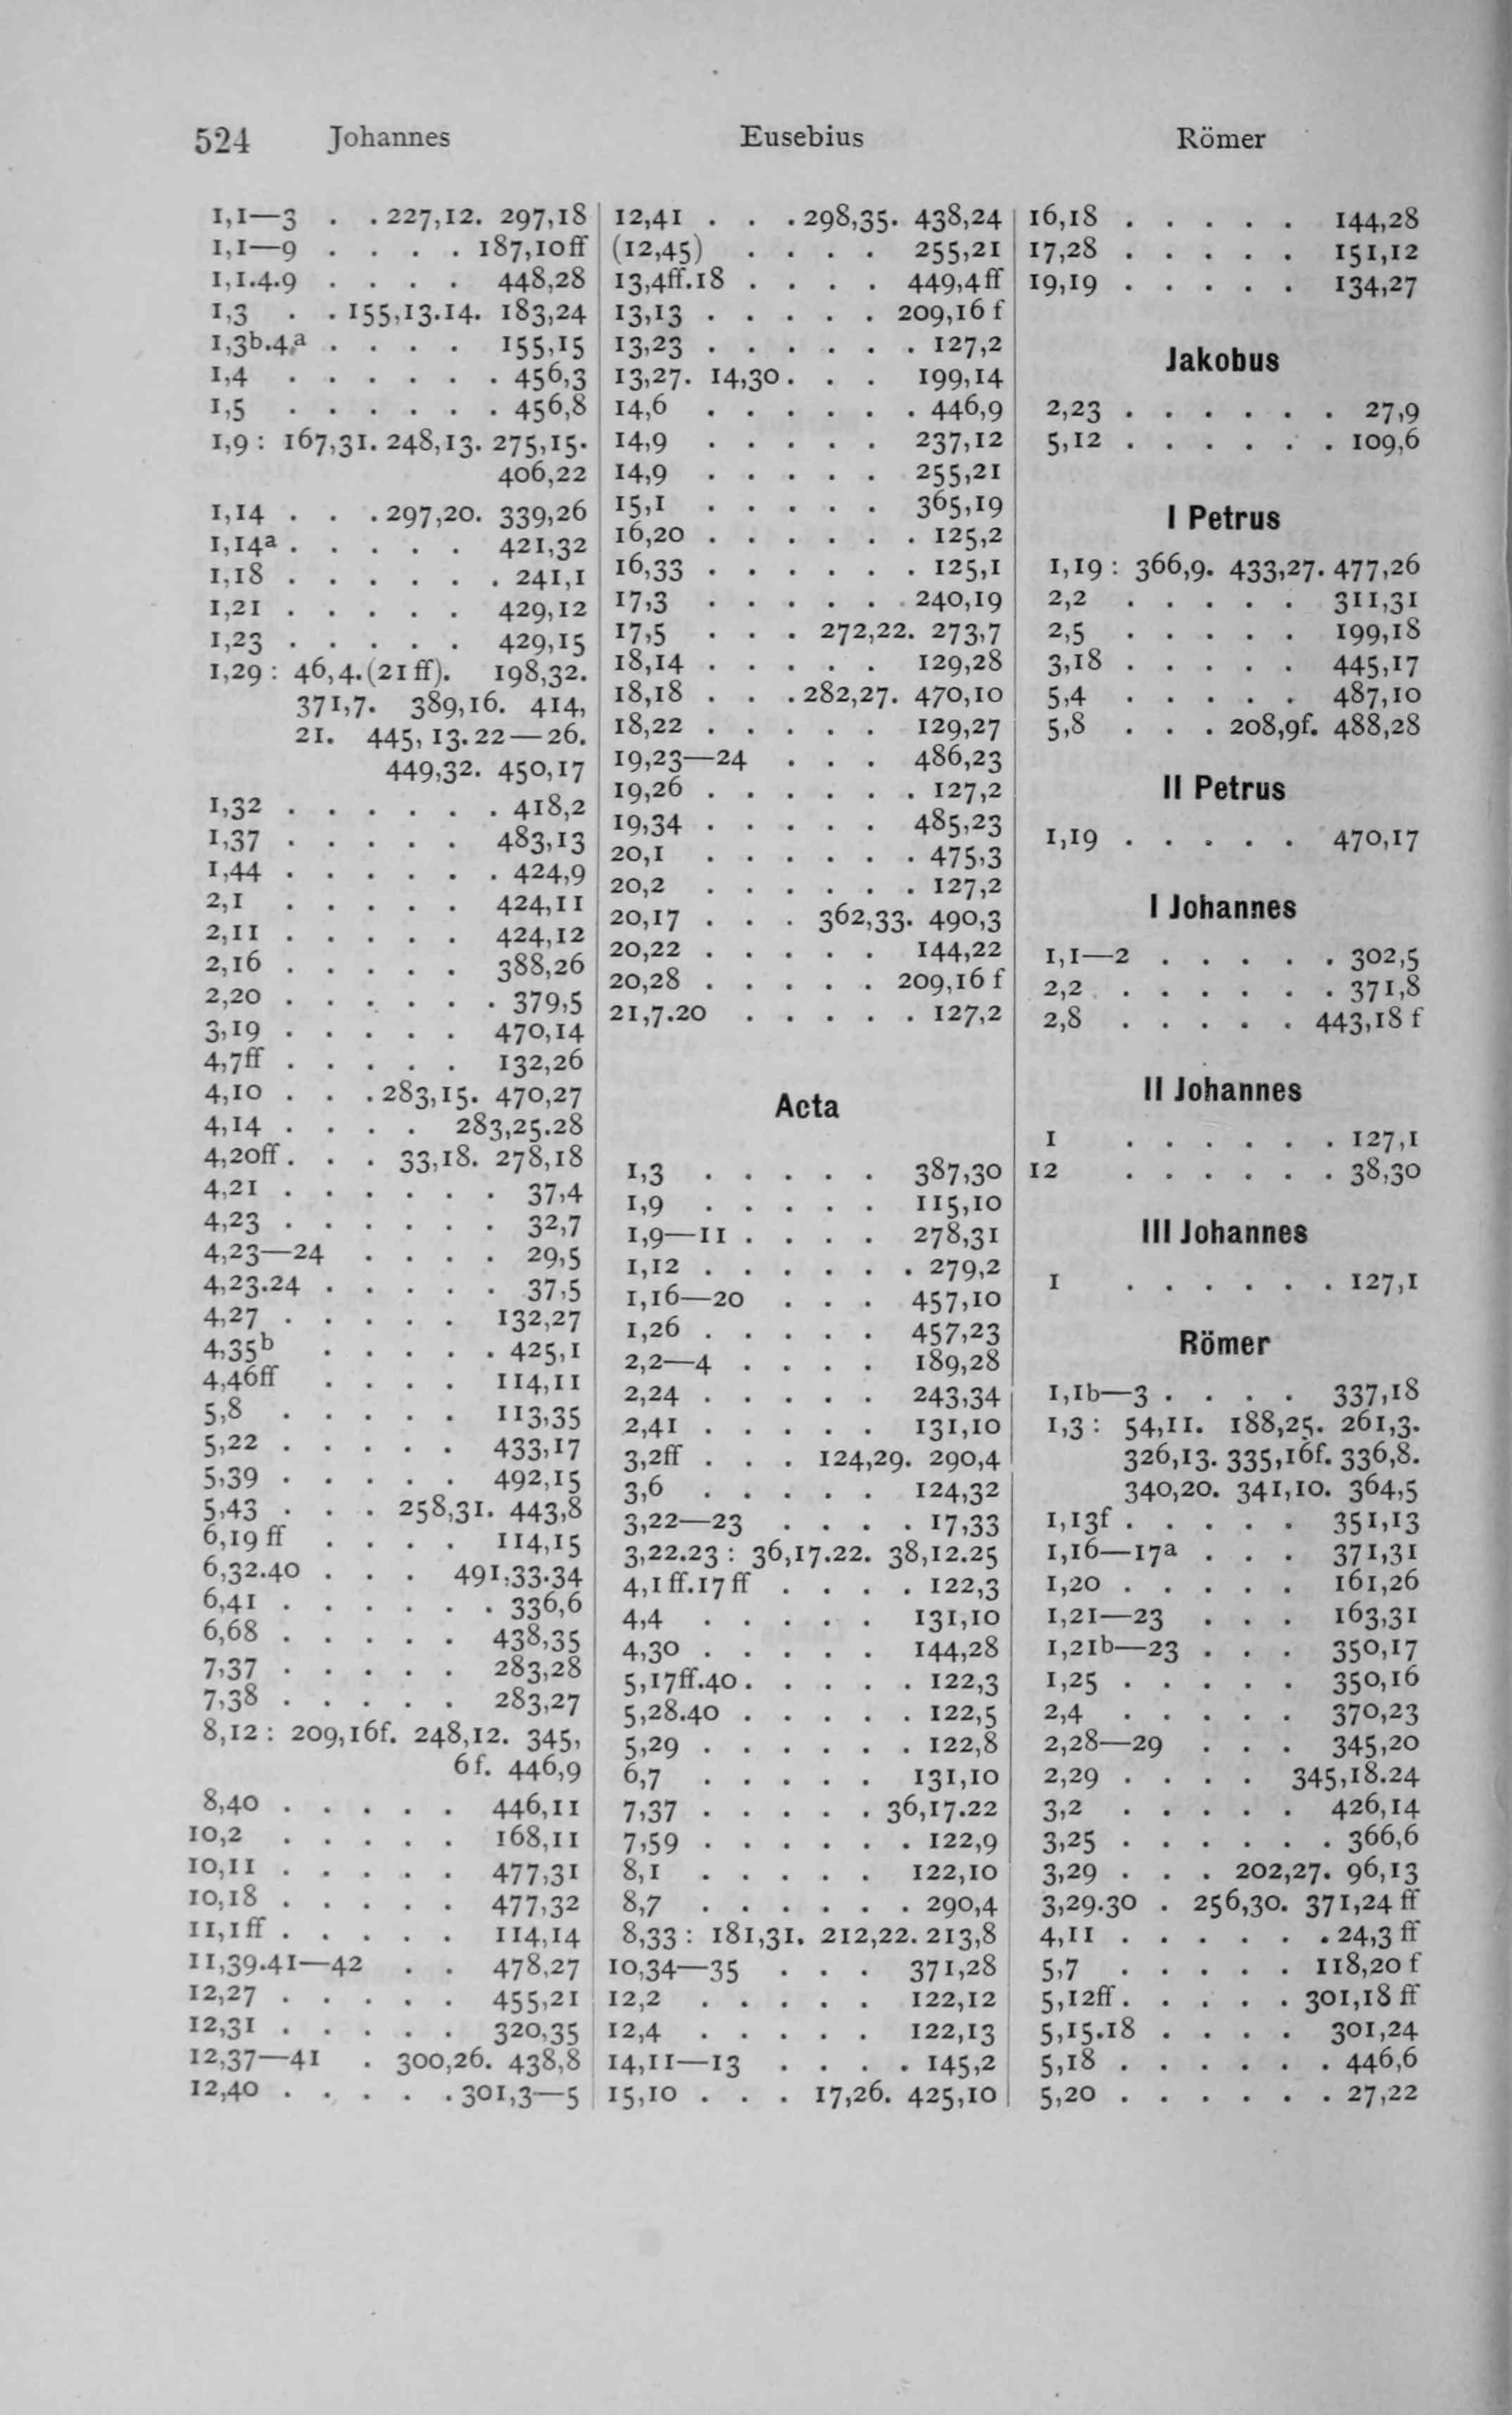 524 Johannes Eusebius Römer
1,1—3 . . 227,12. 297,18
1,1—9 . . . . 187,10ff
1,1.4.9 . . . . 448,28
1,3 . . 155,13.14. 183,24
1,3b.4a . . . . 155,15
1,4 . . . . . . 456,3
1,5 . . . . . . 456,8
1,9 : 167,31. 248,13. 275,15.
406,22
1,14 . . . 297,20. 339,26
1,14a . . . . . 421,32
1,18 . . . . . . 241,1
1,21 . . . . . 429,12
1,23 . . . . . 429,15
1,29 : 46,4.(21ff). 198,32.
371,7. 389,16. 414,
21. 445,13.22—26.
449,32. 450,17
1,32 . . . . . . 418,2
1,37 . . . . . 483,13
1,44 . . . . . . 424,9
2,1 . . . . . 424,11
2,11 . . . . . 424,12
2,16 . . . . . 388,26
2,20 . . . . . . 379,5
3,19 . . . . . 470,14
4,7ff . . . . . 132,26
4,10 . . . 283,15. 470,27
4,14 . . . . 283,25.28
4,20ff . . . 33,18. 278,18
4,21 . . . . . . 37,4
4,23 . . . . . . 32,7
4,23—24 . . . . 29,5
4,23.24 . . . . . 37,5
4,27 . . . . . 132,27
4,35b . . . . . 425,1
4,46ff . . . . 114,11
5,8 . . . . . 113,35
5,22 . . . . . 433,17
5,39 . . . . . 492,15
5,43 . . . 258,31. 443,8
6,19 ff . . . . 114,15
6,32.40 . . . 491,33.34
6,41 . . . . . . 336,6
6,68 . . . . . 438,35
7,37 . . . . . 283,28
7,38 . . . . . 283,27
8,12 : 209,16f. 248,12. 345,
6f. 446,9
8,40 . . . . . 446,11
10,2 . . . . . 168,11
10,11 . . . . . 477,31
10,18 . . . . . 477,32
11,1ff . . . . . 114,14
11,39.41—42 . . 478,27
12,27 . . . . . 455,21
12,31 . . . . . 320,35
12,37—41 . 300,26. 438,8
12,40 . . . . . 301,3—5
12,41 . . . 298,35. 438,24
(12,45) . . . . 255,21
13,4ff.18 . . . . 449,4ff
13,13 . . . . . 209,16 f
13,23 . . . . . . 127,2
13,27. 14,30 . . . 199,14
14,6 . . . . . . 446,9
14,9 . . . . . 237,12
14,9 . . . . . 255,21
15,1 . . . . . 365,19
16,20 . . . . . . 125,2
16,33 . . . . . . 125,1
17,3 . . . . . . 240,19
17,5 . . . 272,22. 273,7
18,14 . . . . . 129,28
18,18 . . . 282,27. 470,10
18,22 . . . . . 129,27
19,23—24 . . . 486,23
19,26 . . . . . . 127,2
19,34 . . . . . 485,23
20,1 . . . . . . 475,3
20,2 . . . . . . 127,2
20,17 . . . 362,33. 490,3
20,22 . . . . . 144,22
20,28 . . . . . 209,16 f
21,7.20 . . . . . 127,2
Acta
1,3 . . . . . 387,30
1,9 . . . . . 115,10
1,9—11 . . . . 278,31
1,12 . . . . . . 279,2
1,16—20 . . . 457,10
1,26 . . . . . 457,23
2,2—4 . . . . 189,28
2,24 . . . . . 243,34
2,41 . . . . . 131,10
3,2ff . . . 124,29. 290,4
3,6 . . . . . 124,32
3,22—23 . . . . 17,33
3,22.23 : 36,17.22. 38,12.25
4,1ff.17ff . . . . 122,3
4,4 . . . . . 131,10
4,30 . . . . . 144,28
5,17ff.40 . . . . . 122,3
5,28.40 . . . . . 122,5
5,29 . . . . . . 122,8
6,7 . . . . . 131,10
7,37 . . . . . 36,17.22
7,59 . . . . . . 122,9
8,1 . . . . . 122,10
8,7 . . . . . . 290,4
8,33 : 181,31. 212,22. 213,8
10,34—35 . . . 371,28
12,2 . . . . . 122,12
12,4 . . . . . 122,13
14,11—13 . . . . 145,2
15,10 . . . 17,26. 425,10
16,18 . . . . . 144,28
17,28 . . . . . 151,12
19,19 . . . . . 134,27
Jakobus
2,23 . . . . . . 27,9
5,12 . . . . . . 109,6
I Petrus
1,19 : 366,9. 433,27. 477,26
2,2 . . . . . 311,31
2,5 . . . . . 199,18
3,18 . . . . . 445,17
5,4 . . . . . 487,10
5,8 . . . 208,9f. 488,28
II Petrus
1,19 . . . . . 470,17
I Johannes
1,1—2 . . . . . 302,5
2,2 . . . . . . 371,8
2,8 . . . . . 443,18 f
II Johannes
1 . . . . . . 127,1
12 . . . . . . 38,30
III Johannes
1 . . . . . . 127,1
Römer
1,1b—3 . . . . 337,18
1,3 : 54,11. 188,25. 261,3.
326,13. 335,16f. 336,8.
340,20. 341,10. 364,5
1,13f . . . . . 351,13
1,16—17a . . . 371,31
1,20 . . . . . 161,26
1,21—23 . . . 163,31
1,21b—23 . . . 350,17
1,25 . . . . . 350,16
2,4 . . . . . 370,23
2,28—29 . . . 345,20
2,29 . . . . 345,18.24
3,2 . . . . . 426,14
3,25 . . . . . . 366,6
3,29 . . . 202,27. 96,13
3,29.30 . 256,30. 371,24 ff
4,11 . . . . . . 24,3 ff
5,7 . . . . . 118,20 f
5,12ff . . . . . 301,18 ff
5,15.18 . . . . 301,24
5,18 . . . . . . 446,6
5,20 . . . . . . 27,22